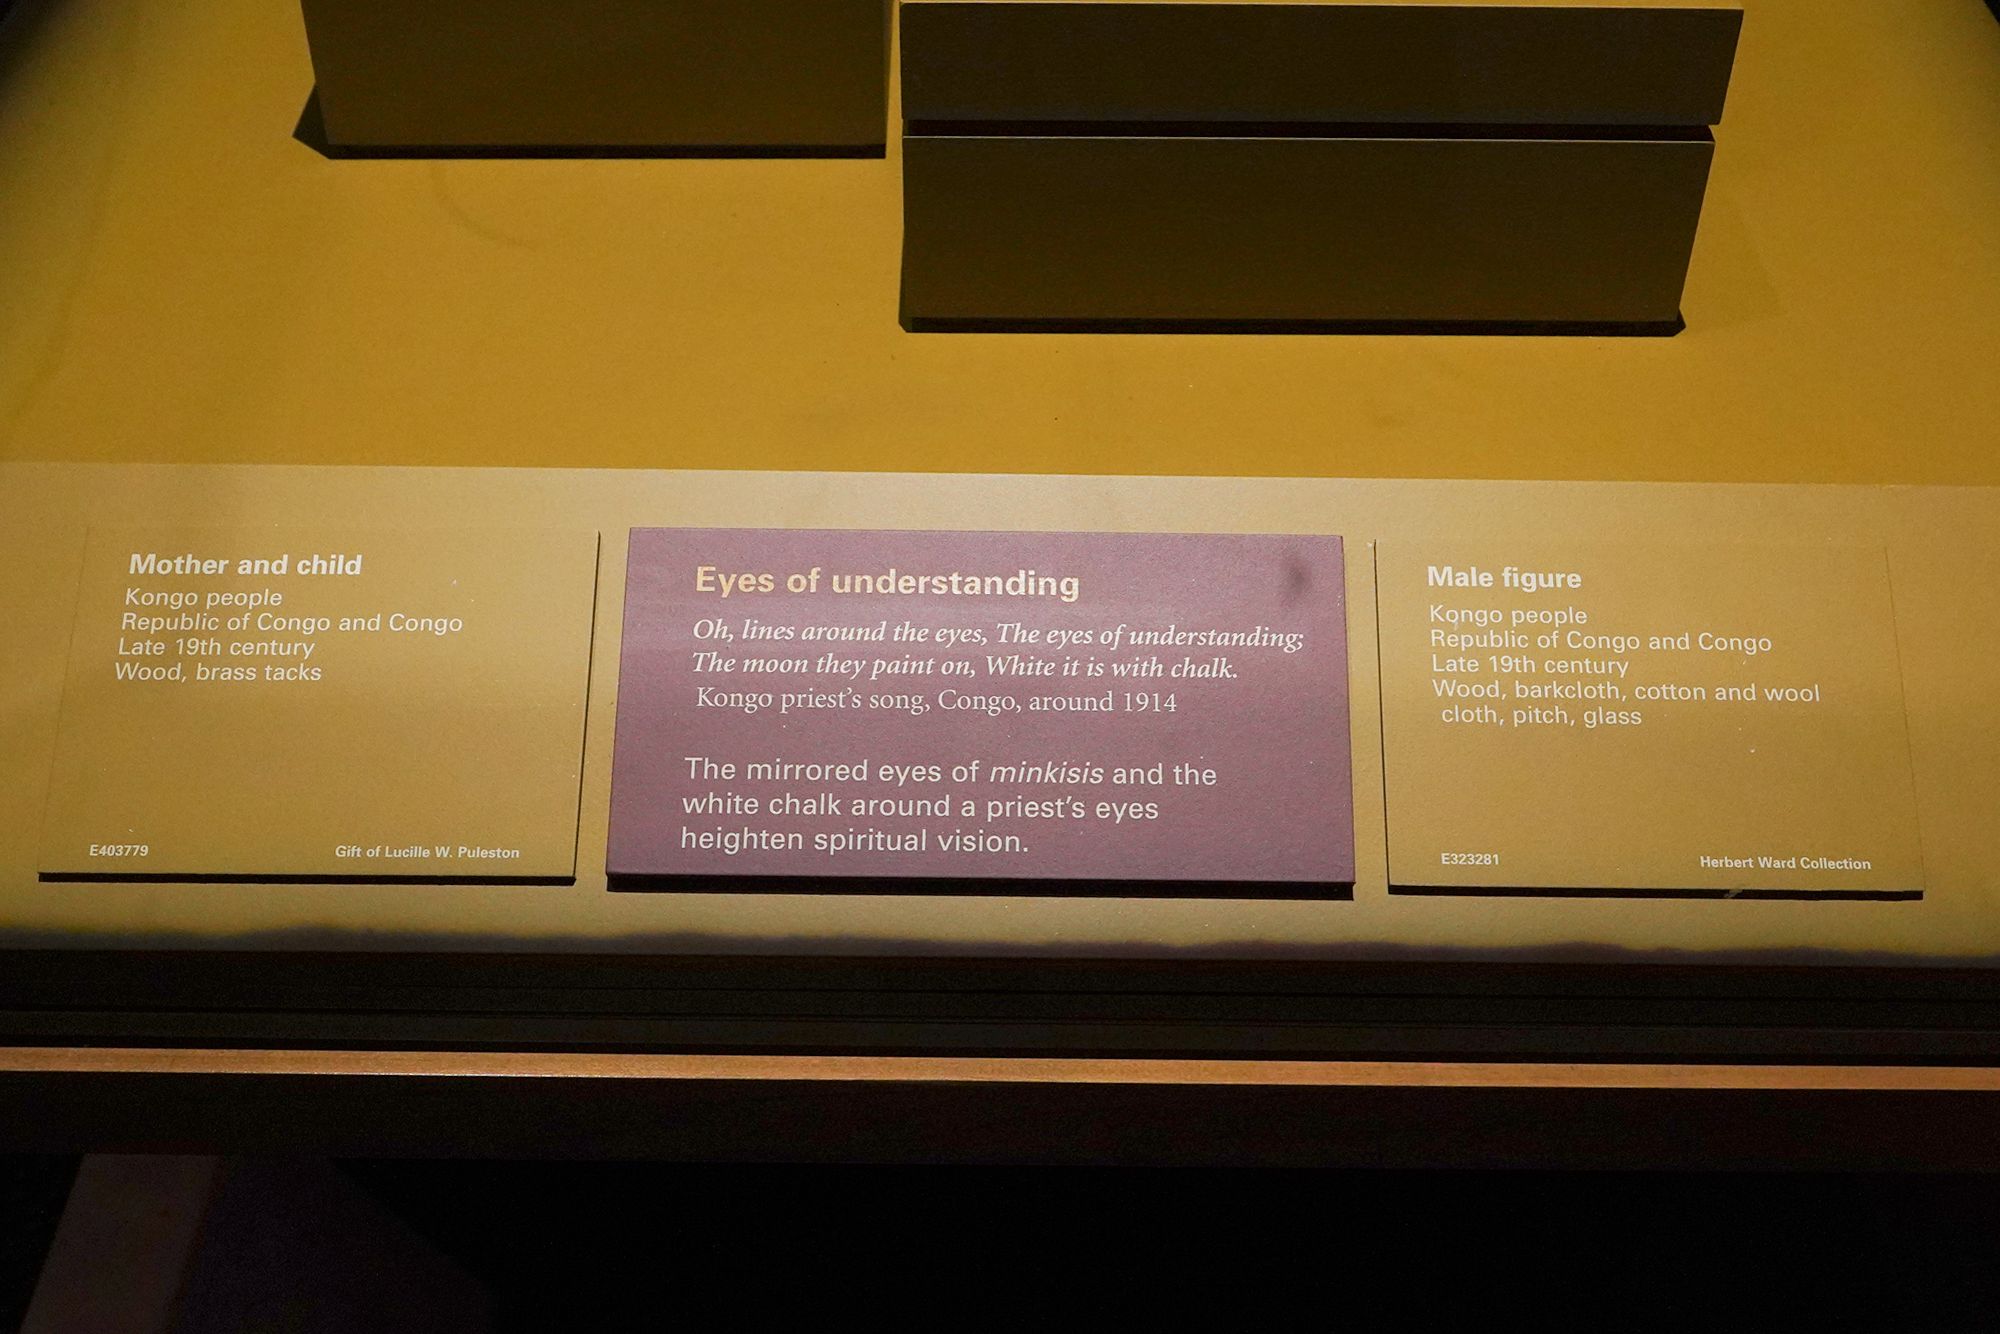 Mother and child
Kongo people
Republic of Congo and Congo
Late 19th century
Wood, brass tacks
E403779
Gift of Lucille W. Puleston
Eyes of understanding
Oh, lines around the eyes, The eyes of understanding;
The moon they paint on, White it is with chalk.
Kongo priest's song, Congo, around 1914
The mirrored eyes of minkisis and the
white chalk around a priest's eyes
heighten spiritual vision.
Male figure
Kongo people
Republic of Congo and Congo
Late 19th century
Wood, barkcloth, cotton and wool
cloth, pitch, glass
E323281
Herbert Ward Collection